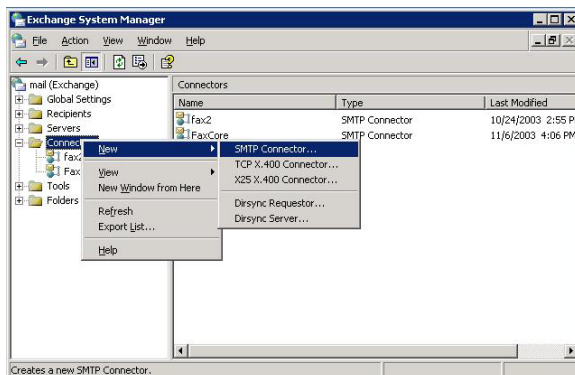 Exchange System Manager
File Action View Window Help
mail (Exchange)
Global Settings
Recipients
Servers
Connec
fax2
Fax
Tools
Folders
Connectors
Name Type Last Modified
fax2 SMTP Connector 10/24/2003 2:55 P
FaxCore SMTP Connector 11/6/2003 4:06 PM
New
View
New Window from Here
Refresh
Export List...
Help
SMTP Connector...
TCP X.400 Connector...
X25 X.400 Connector...
Dirsync Requestor...
Dirsync Server...
Creates a new SMTP Connector.